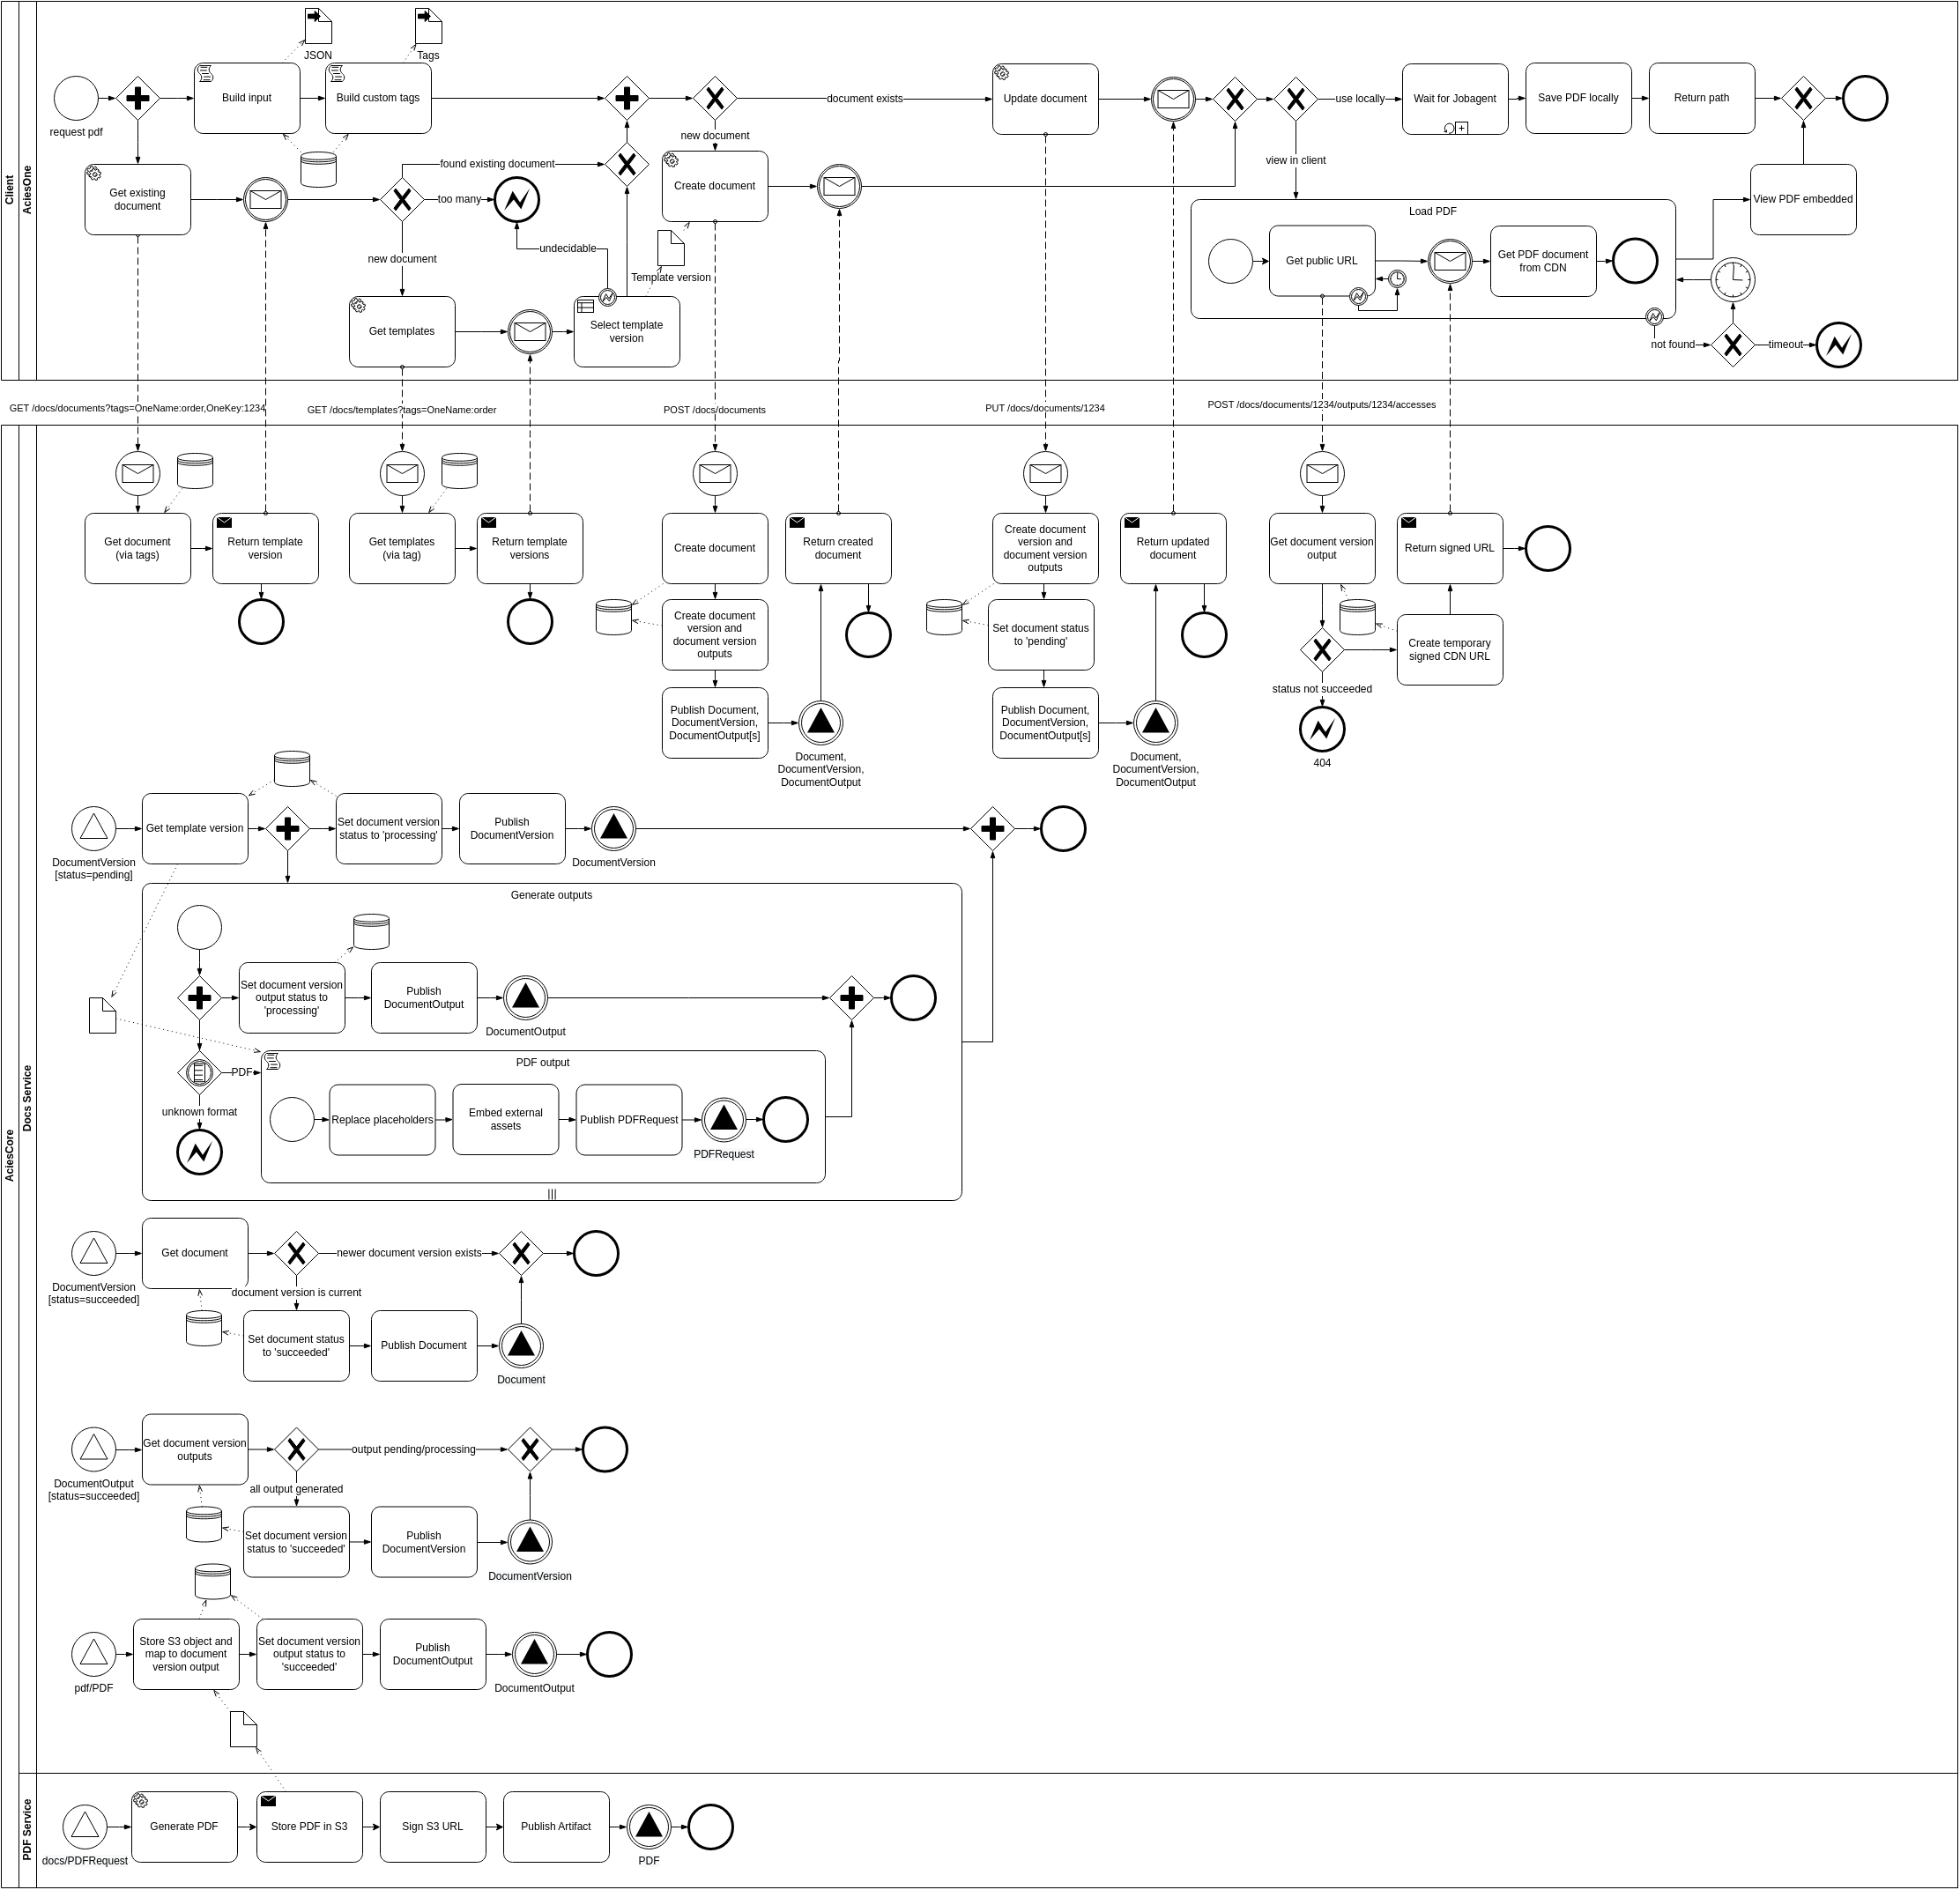 Client
AciesOne
JSON
Tags
request pdf
Build input
Build custom tags
Get existing
document
found existing document
too many
new document
undecidable
Get templates
Select template
version
document exists
new document
Create document
Template version
Update document
use locally
view in client
Wait for Jobagent
Save PDF locally
Return path
Load PDF
Get public URL
Get PDF document
from CDN
View PDF embedded
not found
timeout
GET /docs/documents?tags=OneName:order,OneKey:1234
GET /docs/templates?tags=OneName:order
POST /docs/documents
PUT /docs/documents/1234
POST /docs/documents/1234/outputs/1234/accesses
AciesCore
Docs Service
Get document
(via tags)
Return template
version
Get templates
(via tag)
Return template
versions
Create document
Return created
document
Create document
version and
document version
outputs
Publish Document,
DocumentVersion,
DocumentOutput[s]
Document,
DocumentVersion,
DocumentOutput
Create document
version and
document version
outputs
Return updated
document
Set document status
to 'pending'
Publish Document,
DocumentVersion,
DocumentOutput[s]
Document,
DocumentVersion,
DocumentOutput
Get document version
output
Return signed URL
Create temporary
signed CDN URL
status not succeeded
404
DocumentVersion
[status=pending]
Get template version
Set document version
status to 'processing'
Publish
DocumentVersion
DocumentVersion
Generate outputs
Set document version
output status to
'processing'
Publish
DocumentOutput
DocumentOutput
PDF
unknown format
PDF output
Replace placeholders
Embed external
assets
Publish PDFRequest
PDFRequest
DocumentVersion
[status=succeeded]
Get document
newer document version exists
document version is current
Set document status
to 'succeeded'
Publish Document
Document
DocumentOutput
[status=succeeded]
Get document version
outputs
output pending/processing
all output generated
Set document version
status to 'succeeded'
Publish
DocumentVersion
DocumentVersion
pdf/PDF
Store S3 object and
map to document
version output
Set document version
output status to
'succeeded'
Publish
DocumentOutput
DocumentOutput
PDF Service
docs/PDFRequest
Generate PDF
Store PDF in S3
Sign S3 URL
Publish Artifact
PDF